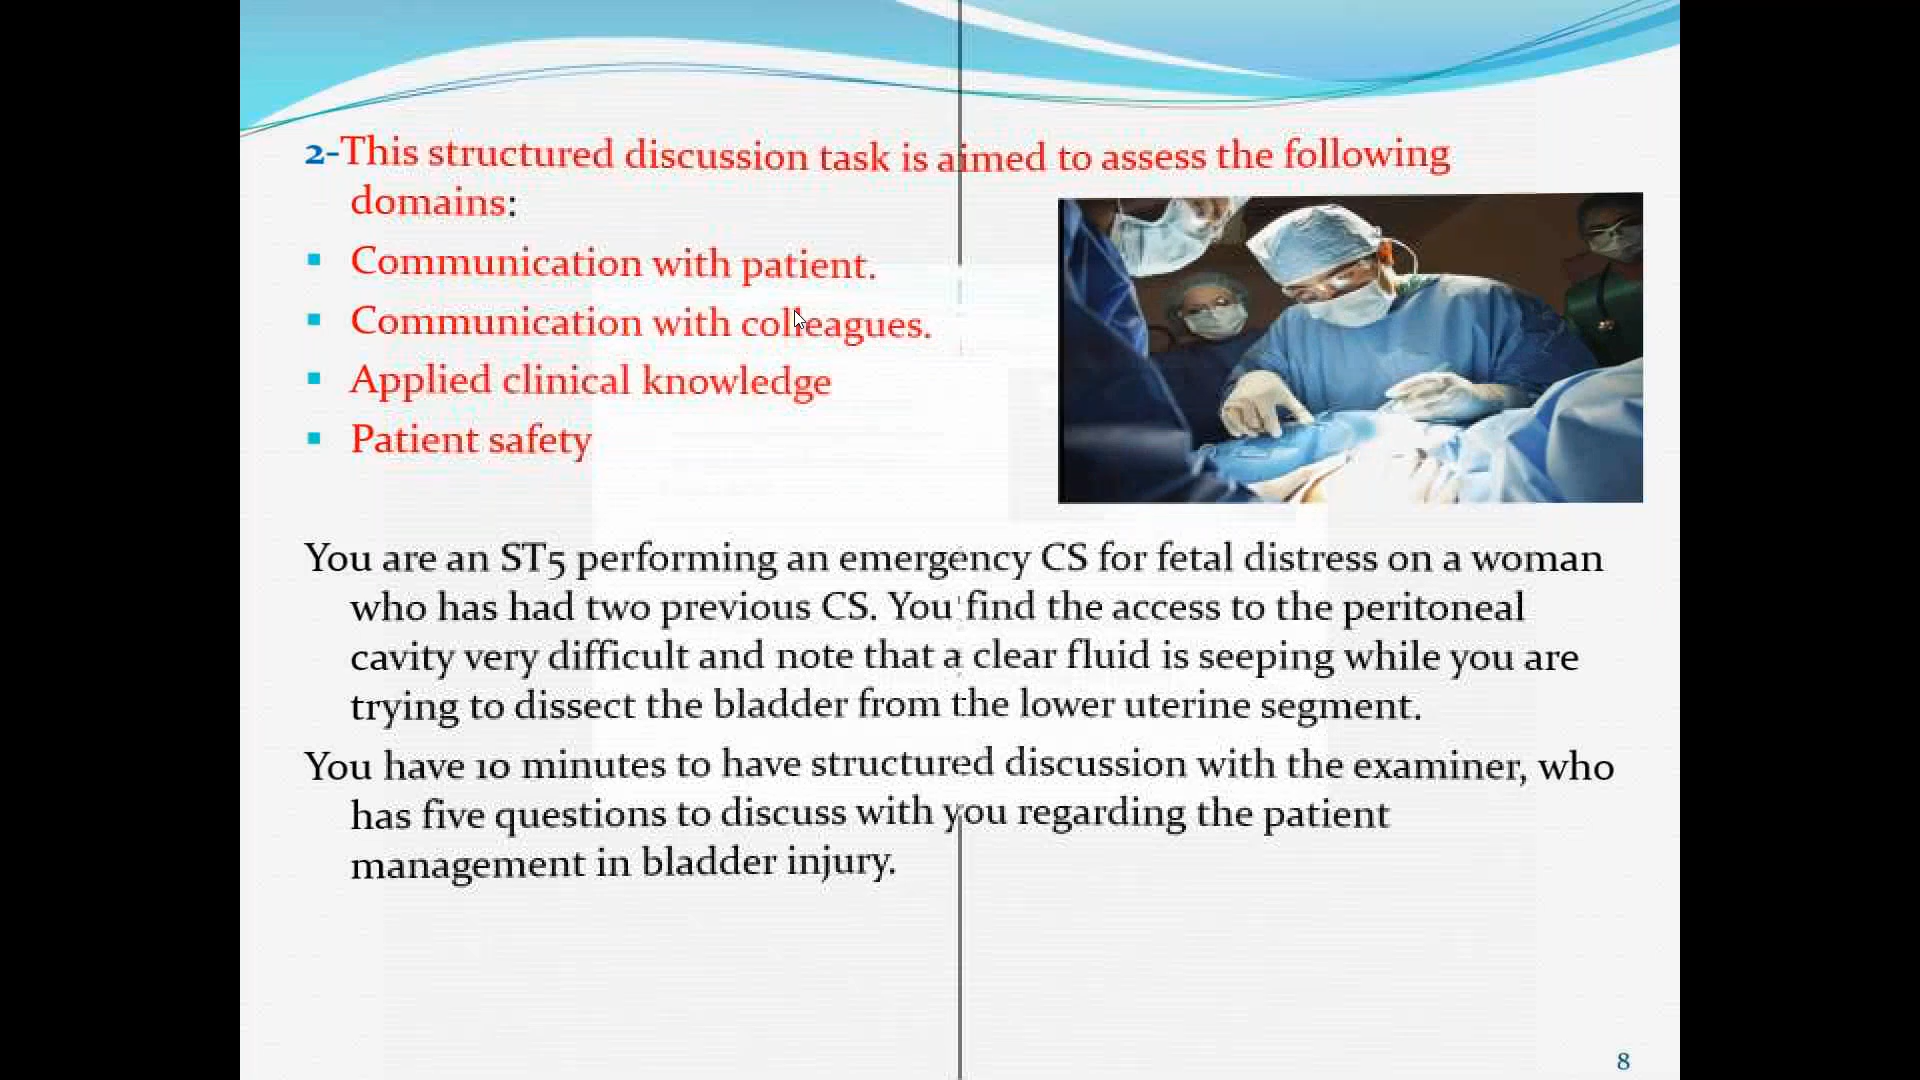 2-This structured discussion task is aimed to assess the following
domains:
▪ Communication with patient.
▪ Communication with colleagues.
▪ Applied clinical knowledge
▪ Patient safety
You are an ST5 performing an emergency CS for fetal distress on a woman
who has had two previous CS. You find the access to the peritoneal
cavity very difficult and note that a clear fluid is seeping while you are
trying to dissect the bladder from the lower uterine segment.
You have 10 minutes to have structured discussion with the examiner, who
has five questions to discuss with you regarding the patient
management in bladder injury.
8